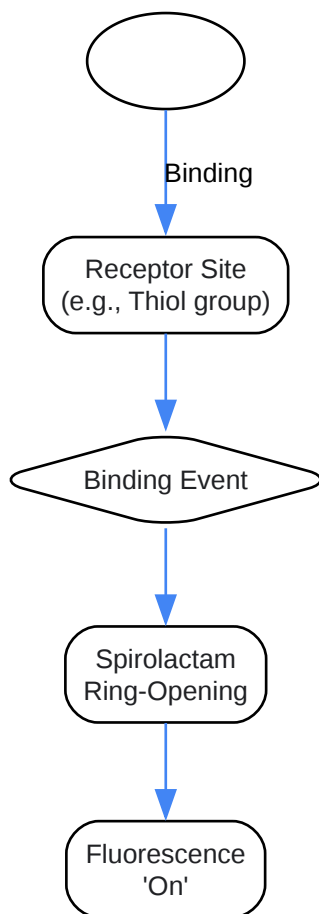 Binding
Receptor Site
(e.g., Thiol group)
Binding Event
Spirolactam
Ring-Opening
Fluorescence
'On'